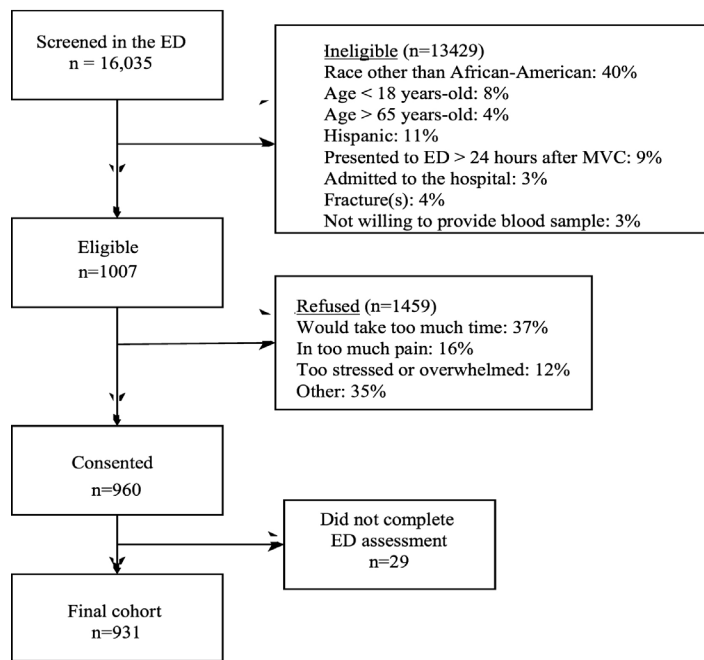 Screened in the ED
n = 16,035
Ineligible (n=13429)
Race other than African-American: 40%
Age < 18 years-old: 8%
Age > 65 years-old: 4%
Hispanic: 11%
Presented to ED > 24 hours after MVC: 9%
Admitted to the hospital: 3%
Fracture(s): 4%
Not willing to provide blood sample: 3%
Eligible
n=1007
Refused (n=1459)
Would take too much time: 37%
In too much pain: 16%
Too stressed or overwhelmed: 12%
Other: 35%
Consented
n=960
Did not complete
ED assessment
n=29
Final cohort
n=931